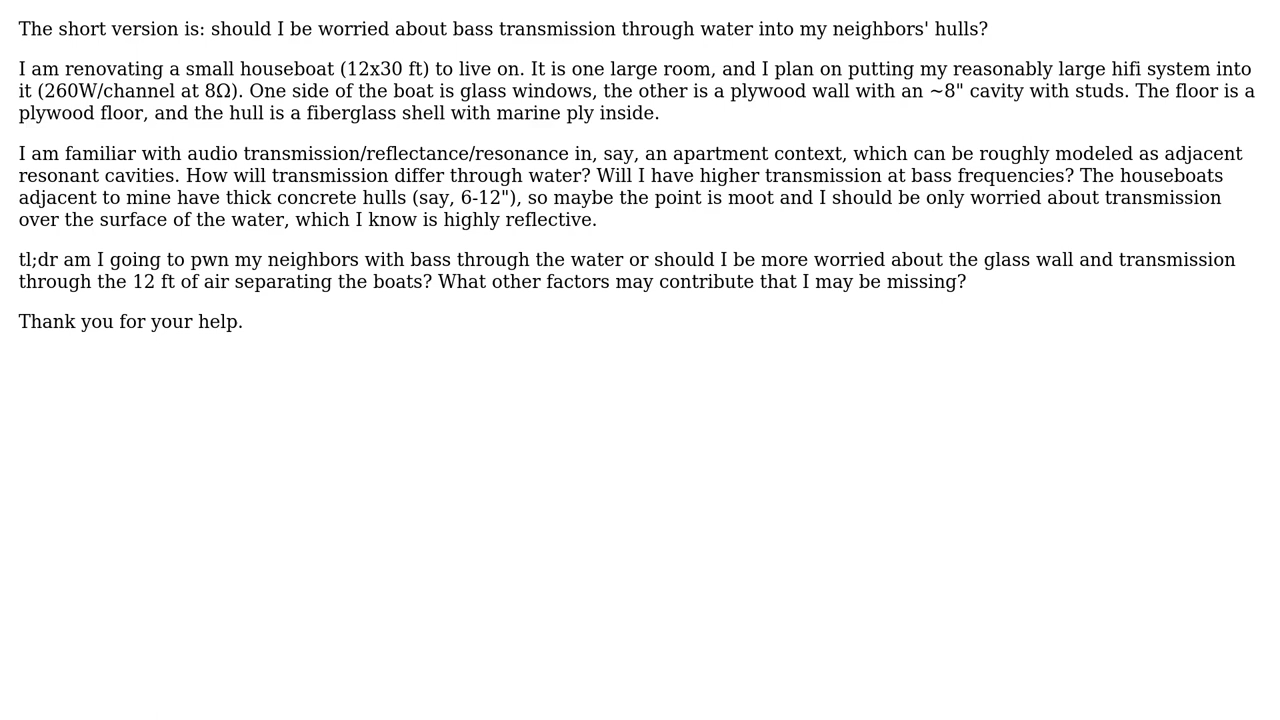 The short version is: should I be worried about bass transmission through water into my neighbors' hulls?
I am renovating a small houseboat (12x30 ft) to live on. It is one large room, and I plan on putting my reasonably large hifi system into
it (260W/channel at 8Ω). One side of the boat is glass windows, the other is a plywood wall with an ~8" cavity with studs. The floor is a
plywood floor, and the hull is a fiberglass shell with marine ply inside.
I am familiar with audio transmission/reflectance/resonance in, say, an apartment context, which can be roughly modeled as adjacent
resonant cavities. How will transmission differ through water? Will I have higher transmission at bass frequencies? The houseboats
adjacent to mine have thick concrete hulls (say, 6-12"), so maybe the point is moot and I should be only worried about transmission
over the surface of the water, which I know is highly reflective.
tl;dr am I going to pwn my neighbors with bass through the water or should I be more worried about the glass wall and transmission
through the 12 ft of air separating the boats? What other factors may contribute that I may be missing?
Thank you for your help.